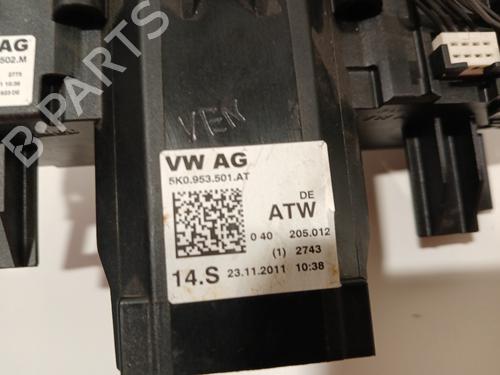 AG
502.M
VEN
VW AG
5K0.953.501.AT
DE
ATW
0 40 205.012
(1) 2743
14.S 23.11.2011 10:38
B-PARTS